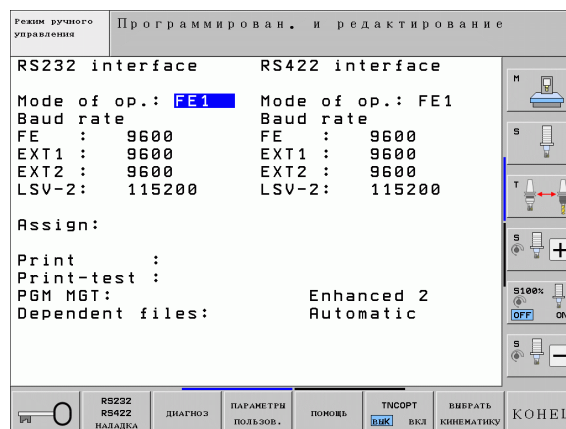 Режим ручного
управления
Программирован. и редактирование
RS232 interface RS422 interface
Mode of op.: FE1 Mode of op.: FE1
Baud rate Baud rate
FE : 9600 FE : 9600
EXT1 : 9600 EXT1 : 9600
EXT2 : 9600 EXT2 : 9600
LSV-2: 115200 LSV-2: 115200
Assign:
Print :
Print-test :
PGM MGT: Enhanced 2
Dependent files: Automatic
M
S
T
S
S100%
OFF ON
S
RS232
RS422
НАЛАДКА
ДИАГНОЗ
ПАРАМЕТРЫ
ПОЛЬЗОВ.
ПОМОЩЬ
TNCOPT
ВЫК ВКЛ
ВЫБРАТЬ
КИНЕМАТИКУ
КОНЕЦ